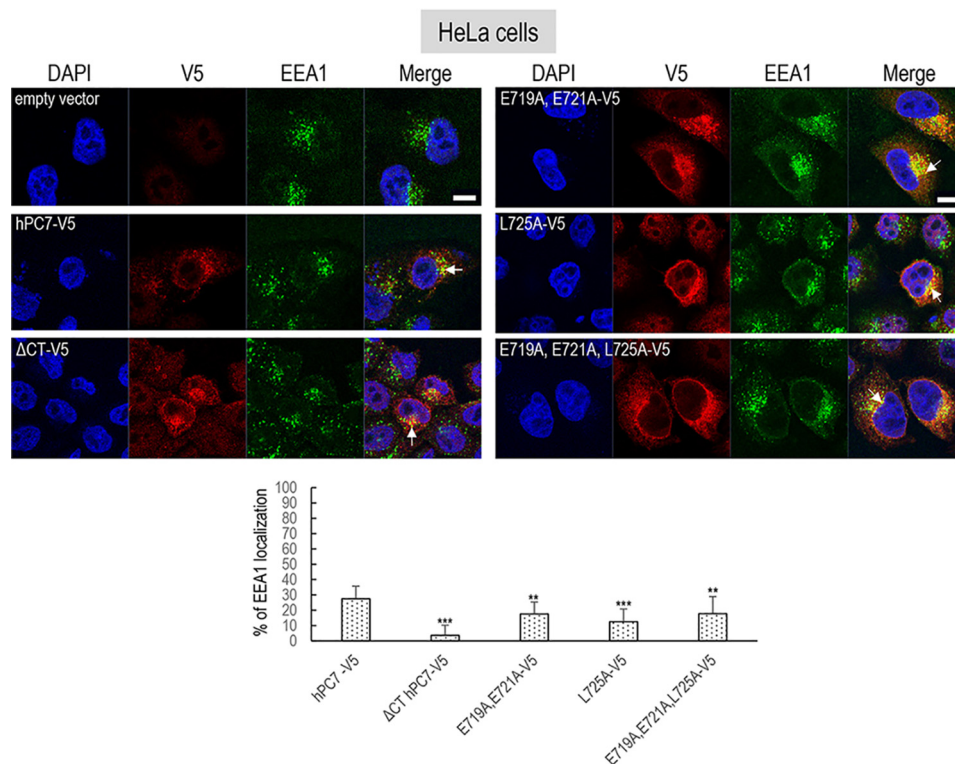 HeLa cells
DAPI V5 EEA1 Merge
empty vector
hPC7-V5
ΔCT-V5
DAPI V5 EEA1 Merge
E719A, E721A-V5
L725A-V5
E719A, E721A, L725A-V5
% of EEA1 localization
100
90
80
70
60
50
40
30
20
10
0
***
**
***
**
hPC7 -V5
ΔCT hPC7-V5
E719A,E721A-V5
L725A-V5
E719A,E721A,L725A-V5